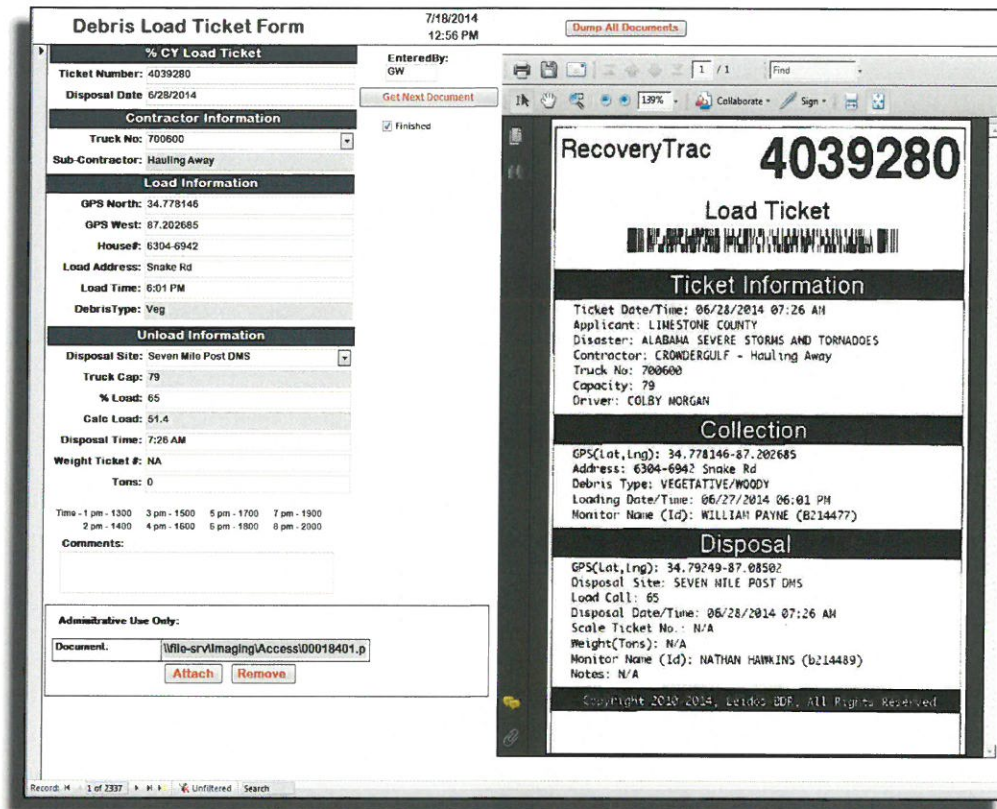 Debris Load Ticket Form
7/18/2014
12:56 PM
Dump All Documents
% CY Load Ticket
Ticket Number: 4039280
Disposal Date 6/28/2014
Contractor Information
Truck No: 700600
Sub-Contractor: Hauling Away
Load Information
GPS North: 34.778146
GPS West: 87.202685
House#: 6304-6942
Load Address: Snake Rd
Load Time: 6:01 PM
DebrisType: Veg
Unload Information
Disposal Site: Seven Mile Post DMS
Truck Cap: 79
% Load: 65
Calc Load: 51.4
Disposal Time: 7:26 AM
Weight Ticket #: NA
Tons: 0
Time - 1 pm - 1300 3 pm - 1500 5 pm - 1700 7 pm - 1900
2 pm - 1400 4 pm - 1600 6 pm - 1800 8 pm - 2000
Comments:
Adminitrative Use Only:
Document. \\file-srv\Imaging\Access\00018401.p
Attach Remove
Record: 1 of 2337 Unfiltered Search
EnteredBy:
GW
Get Next Document
Finished
1 / 1 Find
139% Collaborate Sign
RecoveryTrac 4039280
Load Ticket
Ticket Information
Ticket Date/Time: 06/28/2014 07:26 AM
Applicant: LIMESTONE COUNTY
Disaster: ALABAMA SEVERE STORMS AND TORNADOES
Contractor: CROWDERGULF - Hauling Away
Truck No: 700600
Capacity: 79
Driver: COLBY MORGAN
Collection
GPS(Lat,Lng): 34.778146-87.202685
Address: 6304-6942 Snake Rd
Debris Type: VEGETATIVE/WOODY
Loading Date/Time: 06/27/2014 06:01 PM
Monitor Name (Id): WILLIAM PAYNE (B214477)
Disposal
GPS(Lat,Lng): 34.79249-87.08502
Disposal Site: SEVEN MILE POST DMS
Load Call: 65
Disposal Date/Time: 06/28/2014 07:26 AM
Scale Ticket No.: N/A
Weight(Tons): N/A
Monitor Name (Id): NATHAN HAWKINS (b214489)
Notes: N/A
Copyright 2010-2014, Leidos BDR, All Rights Reserved